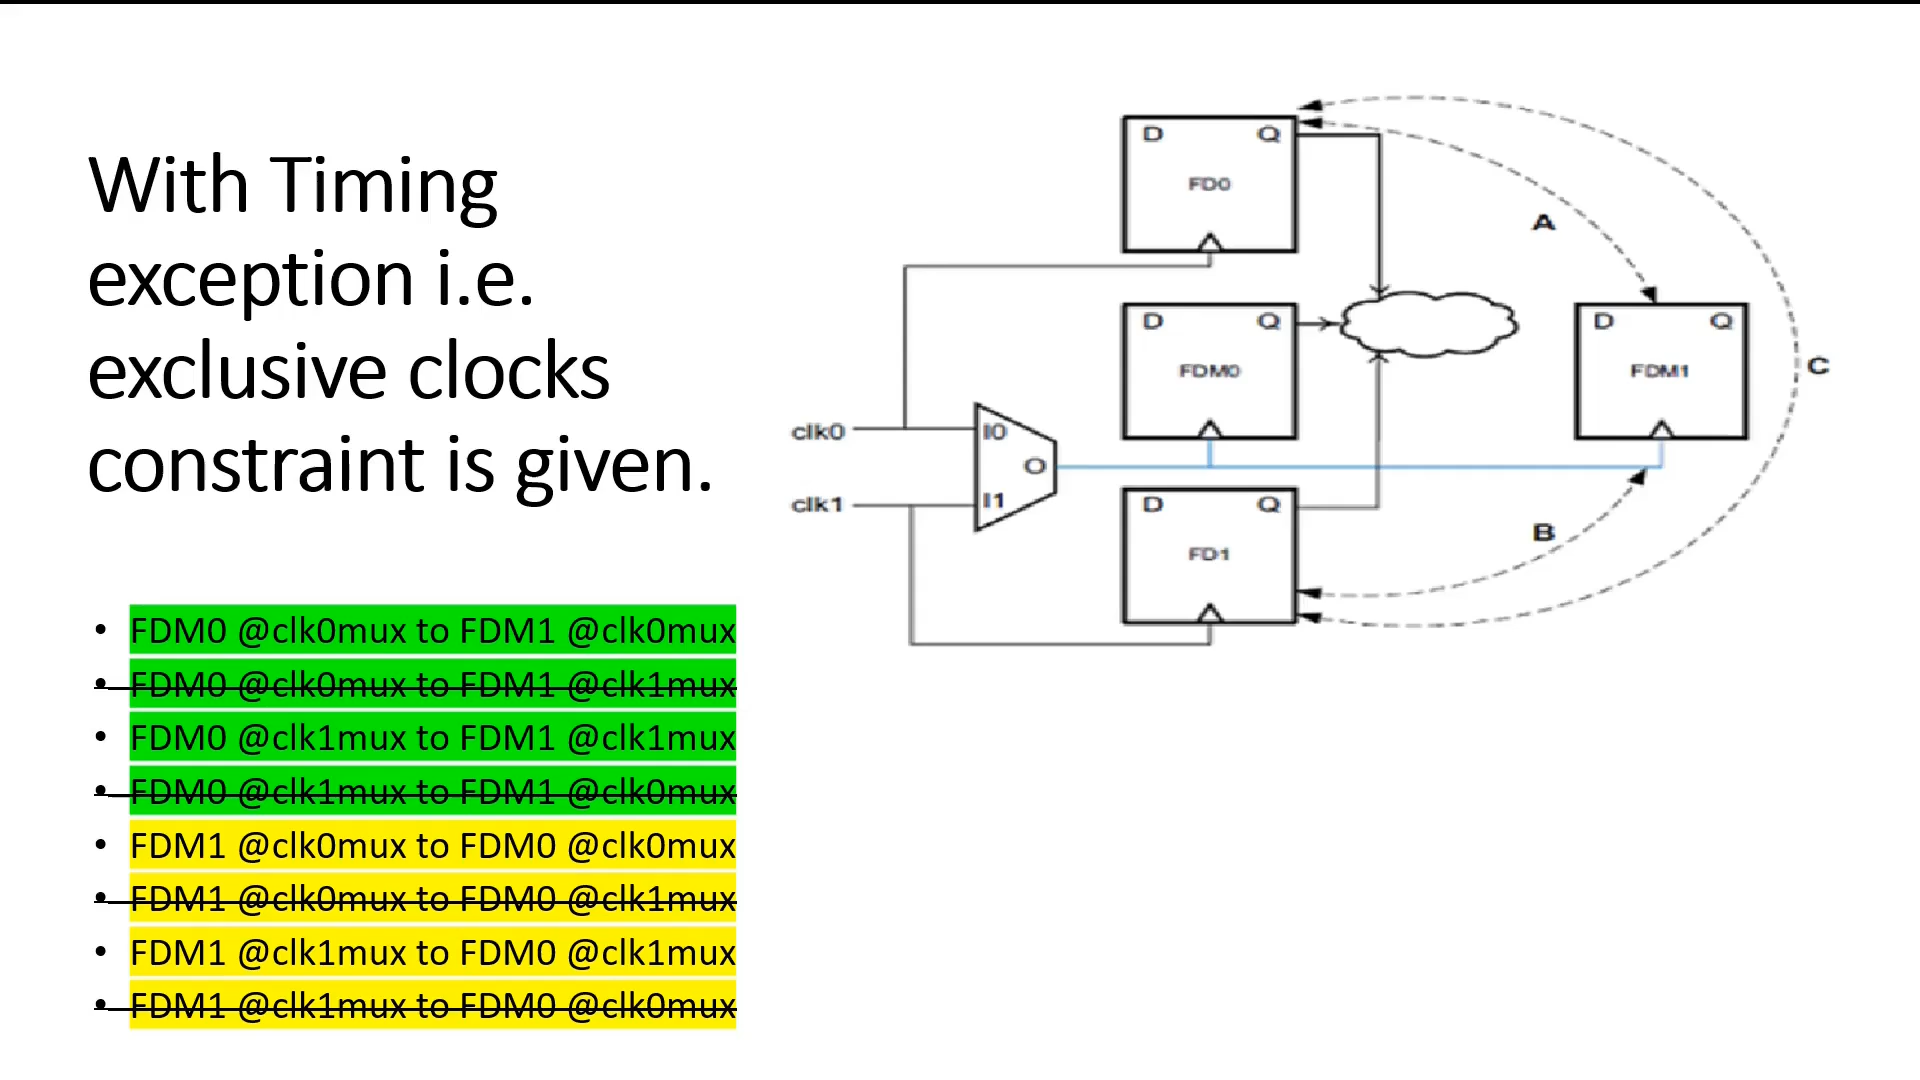 With Timing
exception i.e.
exclusive clocks
constraint is given.
• FDM0 @clk0mux to FDM1 @clk0mux
• FDM0 @clk0mux to FDM1 @clk1mux
• FDM0 @clk1mux to FDM1 @clk1mux
• FDM0 @clk1mux to FDM1 @clk0mux
• FDM1 @clk0mux to FDM0 @clk0mux
• FDM1 @clk0mux to FDM0 @clk1mux
• FDM1 @clk1mux to FDM0 @clk1mux
• FDM1 @clk1mux to FDM0 @clk0mux
D Q
FD0
A
D Q
FDM0
D Q
FDM1
C
clk0
I0
O
clk1
I1
D Q
FD1
B